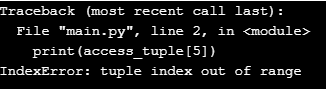 Traceback (most recent call last):
  File "main.py", line 2, in <module>
    print(access_tuple[5])
IndexError: tuple index out of range